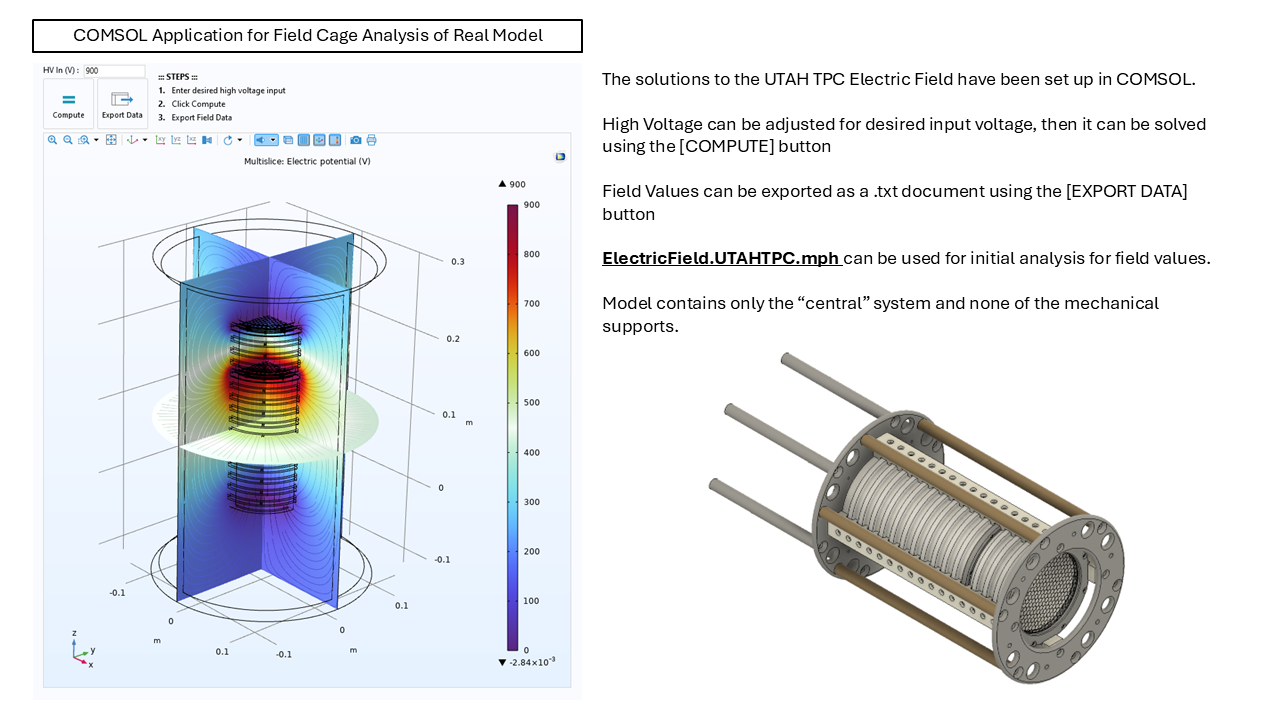 COMSOL Application for Field Cage Analysis of Real Model
HV In (V) : 900
::: STEPS :::
1. Enter desired high voltage input
2. Click Compute
3. Export Field Data
Compute
Export Data
xy yz xz
Multislice: Electric potential (V)
▲ 900
900
800
700
600
500
400
300
200
100
0
▼ -2.84×10⁻³
0.3
0.2
0.1
m
0
-0.1
-0.1
0
m
0.1
-0.1
0
m
0.1
z
y
x
The solutions to the UTAH TPC Electric Field have been set up in COMSOL.
High Voltage can be adjusted for desired input voltage, then it can be solved
using the [COMPUTE] button
Field Values can be exported as a .txt document using the [EXPORT DATA]
button
ElectricField.UTAHTPC.mph can be used for initial analysis for field values.
Model contains only the “central” system and none of the mechanical
supports.